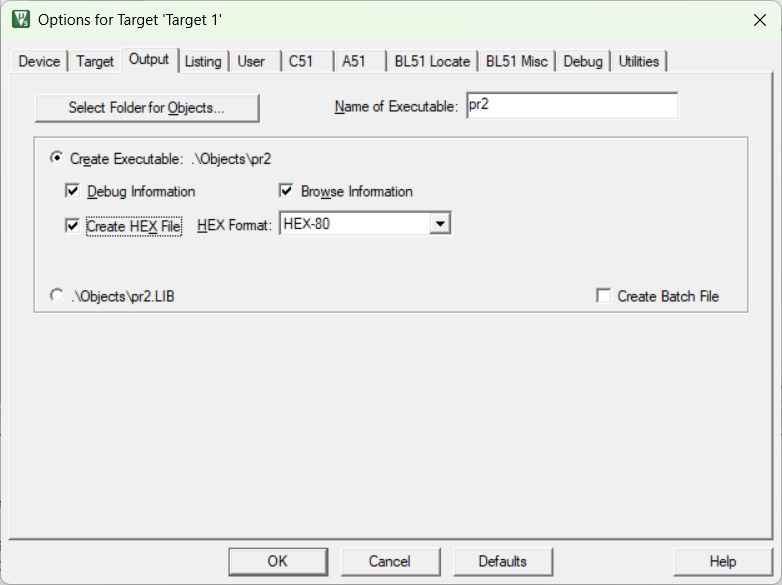 Options for Target 'Target 1'
Device Target Output Listing User C51 A51 BL51 Locate BL51 Misc Debug Utilities
Select Folder for Objects... Name of Executable: pr2
Create Executable: .\Objects\pr2
Debug Information Browse Information
Create HEX File HEX Format: HEX-80
.\Objects\pr2.LIB Create Batch File
OK Cancel Defaults Help